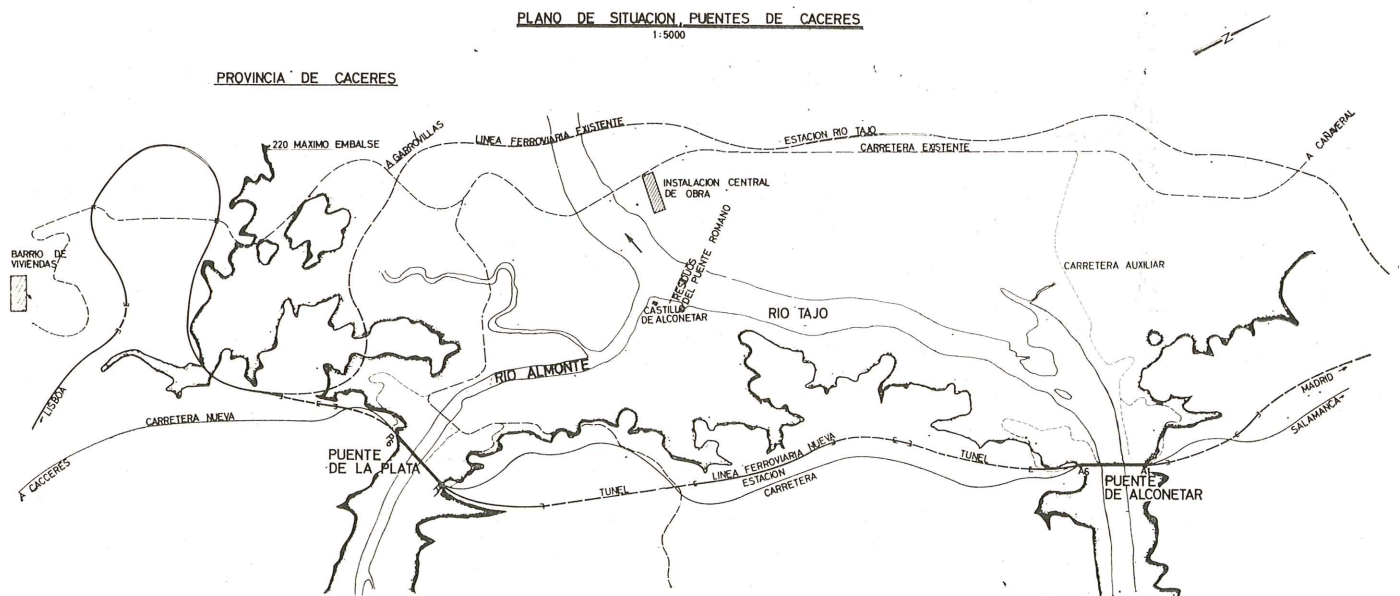 PLANO DE SITUACION, PUENTES DE CACERES
1:5000
N
PROVINCIA DE CACERES
220 MAXIMO EMBALSE
A GARROVILLAS
LINEA FERROVIARIA EXISTENTE
ESTACION RIO TAJO
CARRETERA EXISTENTE
A CAÑAVERAL
INSTALACION CENTRAL
DE OBRA
BARRIO DE
VIVIENDAS
RESIDUOS
DEL PUENTE ROMANO
CARRETERA AUXILIAR
CASTILLO
DE ALCONETAR
RIO TAJO
RIO ALMONTE
LISBOA
CARRETERA NUEVA
A CACCERES
PUENTE
DE LA PLATA
TUNEL
LINEA FERROVIARIA NUEVA
ESTACION
CARRETERA
TUNEL
A5
A1
PUENTE
DE ALCONETAR
MADRID
SALAMANCA